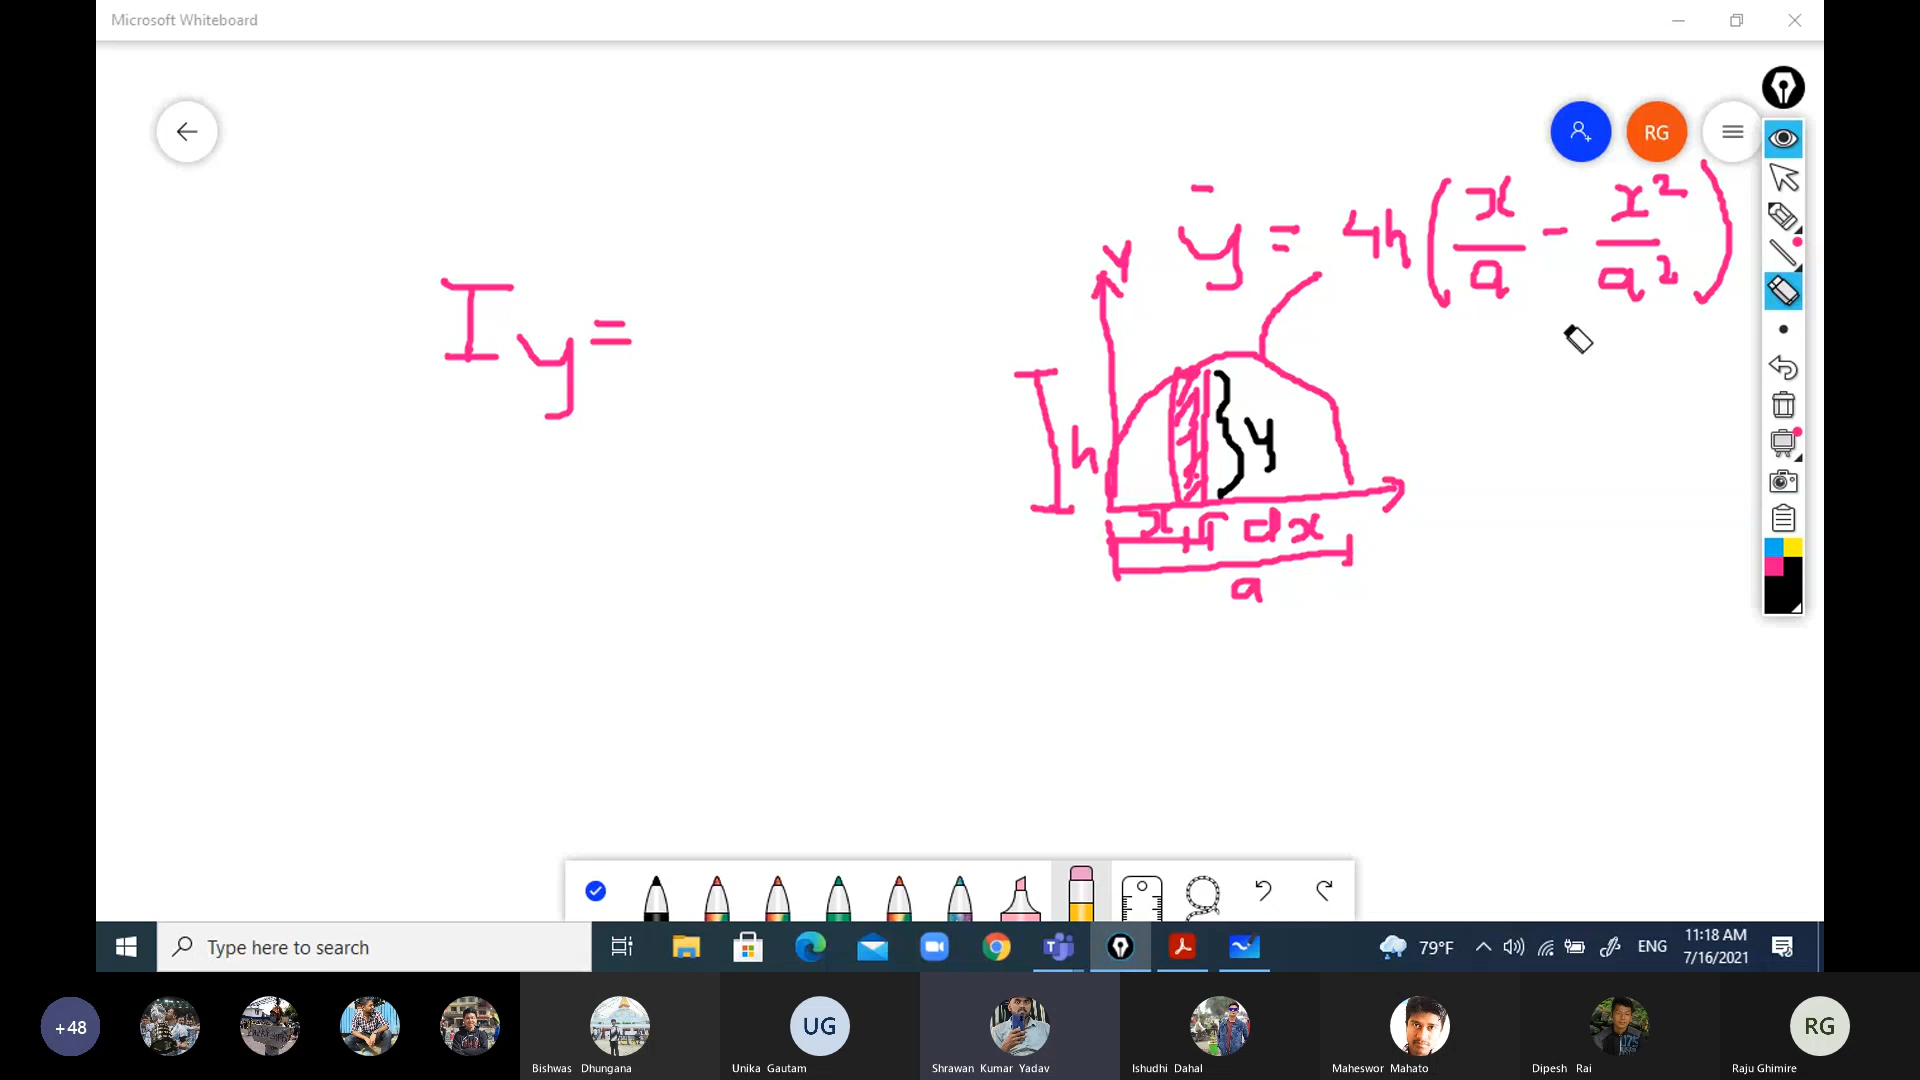 Microsoft Whiteboard
RG
y = 4h(x/a - x²/a²)
Iy=
y
h
y
x dx
a
Type here to search
79°F
ENG
11:18 AM
7/16/2021
+48
UG
RG
Bishwas Dhungana
Unika Gautam
Shrawan Kumar Yadav
Ishudhi Dahal
Maheswor Mahato
Dipesh Rai
Raju Ghimire